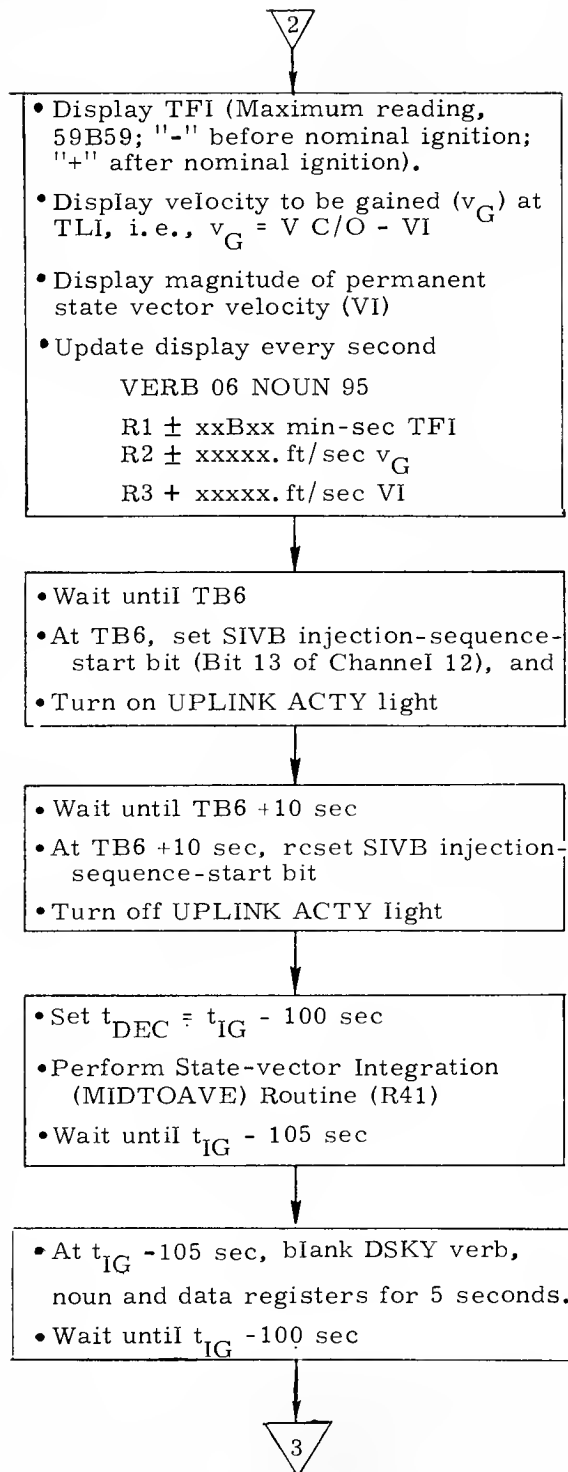 2
• Display TFI (Maximum reading,
59B59; "-" before nominal ignition;
"+" after nominal ignition).
• Display velocity to be gained (vG) at
TLI, i.e., vG = V C/O - VI
• Display magnitude of permanent
state vector velocity (VI)
• Update display every second
VERB 06 NOUN 95
R1 ± xxBxx min-sec TFI
R2 ± xxxxx. ft/sec vG
R3 + xxxxx. ft/sec VI
• Wait until TB6
• At TB6, set SIVB injection-sequence-
start bit (Bit 13 of Channel 12), and
• Turn on UPLINK ACTY light
• Wait until TB6 +10 sec
• At TB6 +10 sec, reset SIVB injection-
sequence-start bit
• Turn off UPLINK ACTY light
• Set tDEC = tIG - 100 sec
• Perform State-vector Integration
(MIDTOAVE) Routine (R41)
• Wait until tIG - 105 sec
• At tIG -105 sec, blank DSKY verb,
noun and data registers for 5 seconds.
• Wait until tIG -100 sec
3